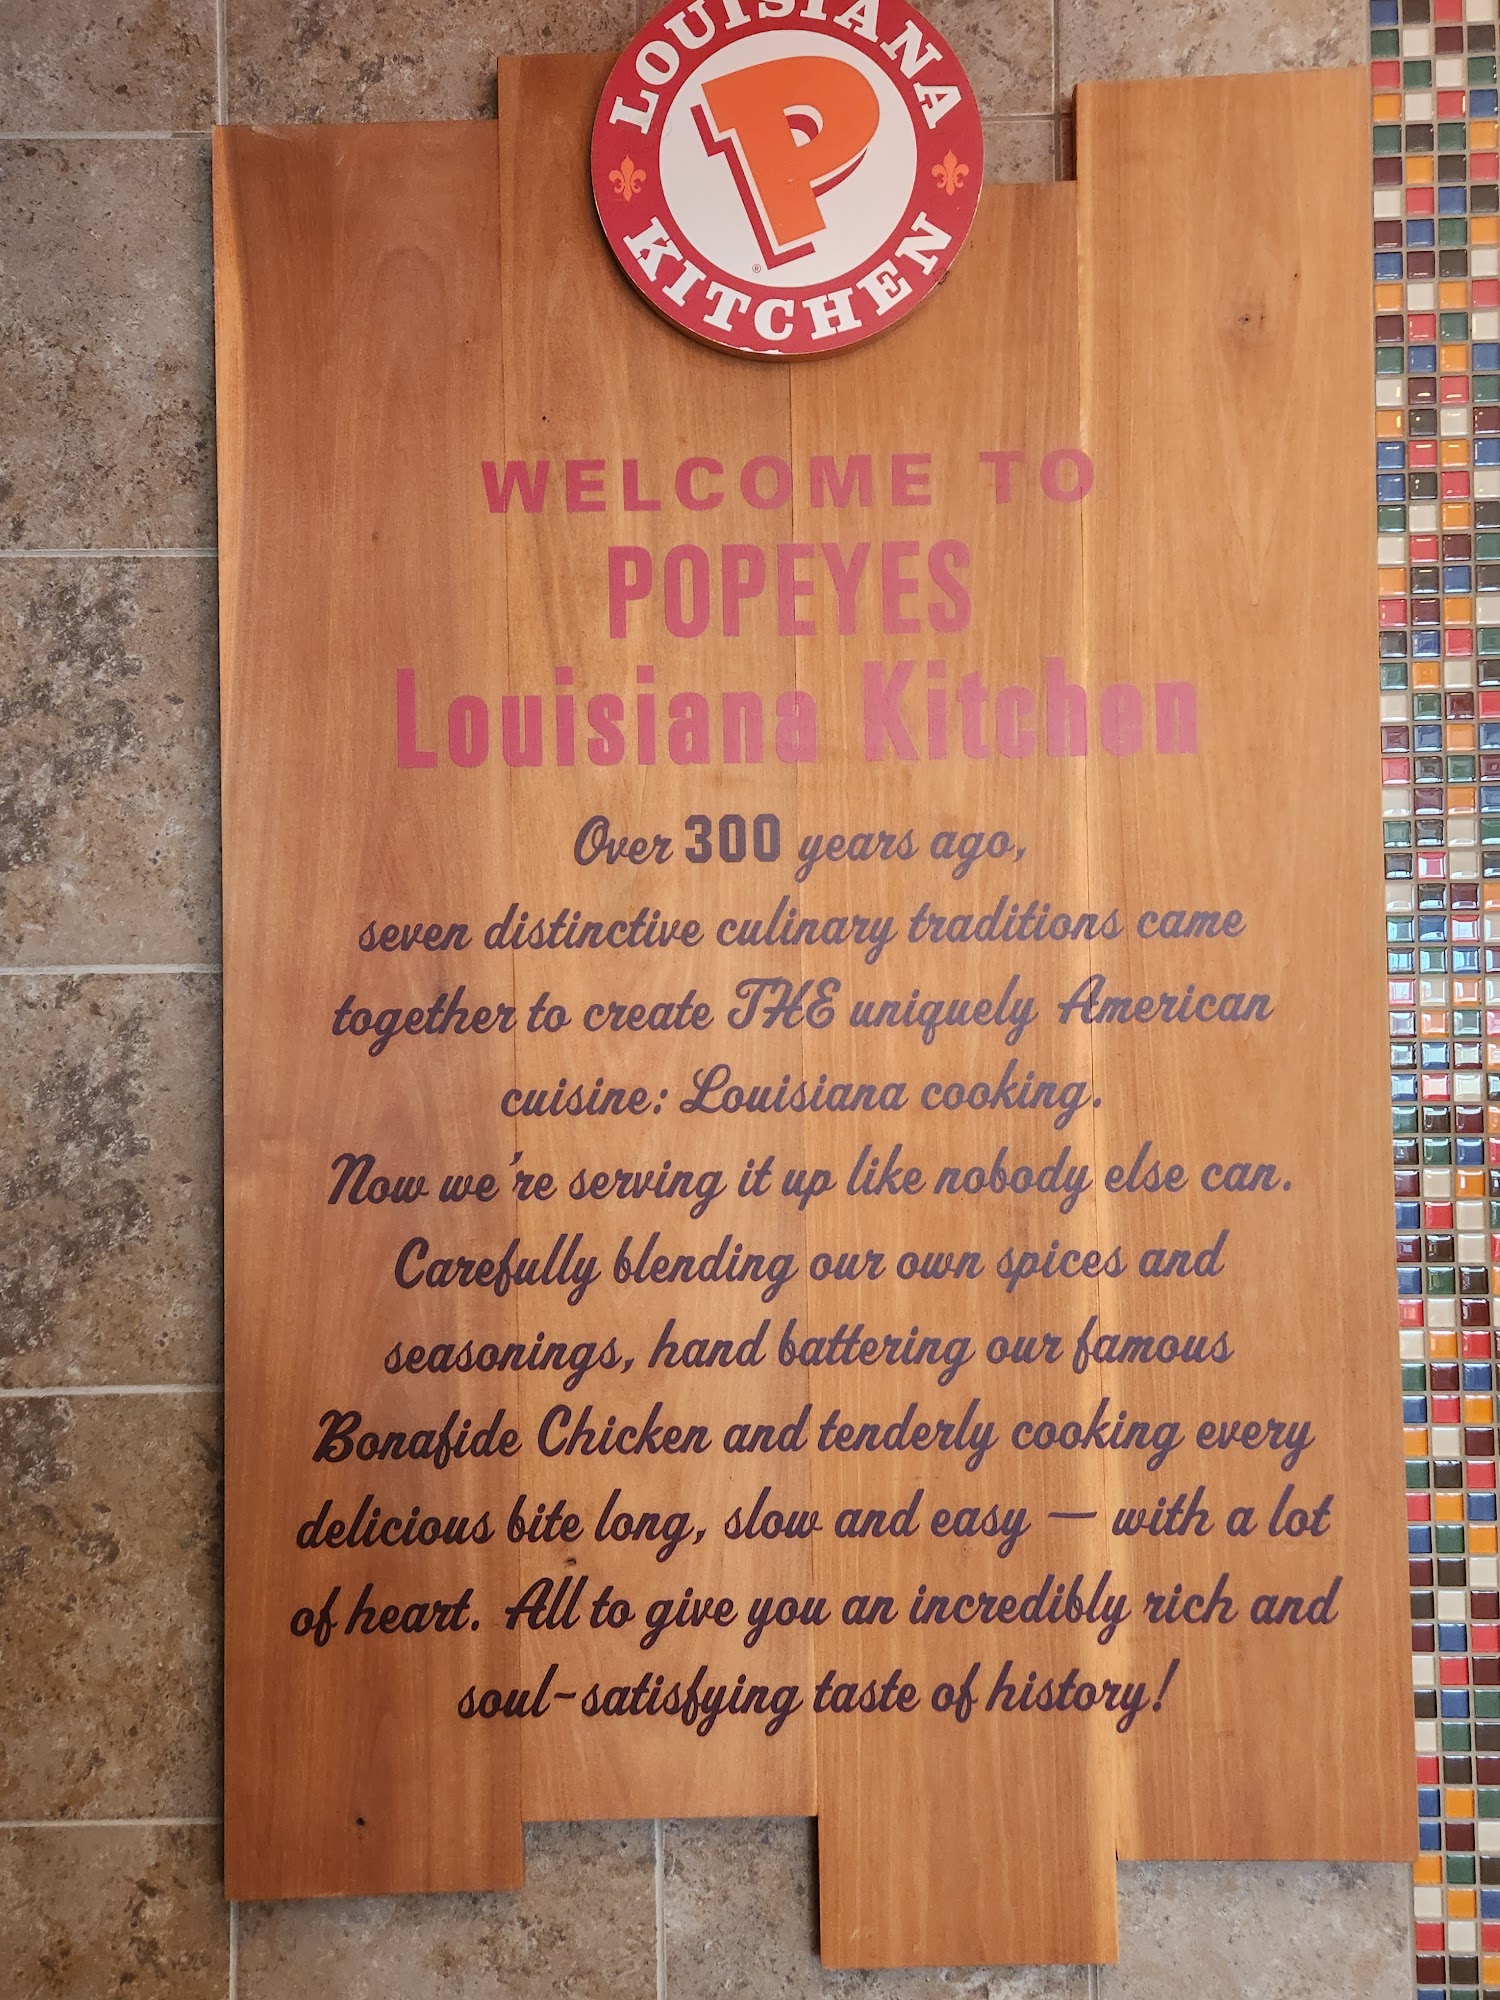 LOUISIANA
P
KITCHEN
®
WELCOME TO
POPEYES
Louisiana Kitchen
Over 300 years ago,
seven distinctive culinary traditions came
together to create THE uniquely American
cuisine: Louisiana cooking.
Now we're serving it up like nobody else can.
Carefully blending our own spices and
seasonings, hand battering our famous
Bonafide Chicken and tenderly cooking every
delicious bite long, slow and easy — with a lot
of heart. All to give you an incredibly rich and
soul-satisfying taste of history!